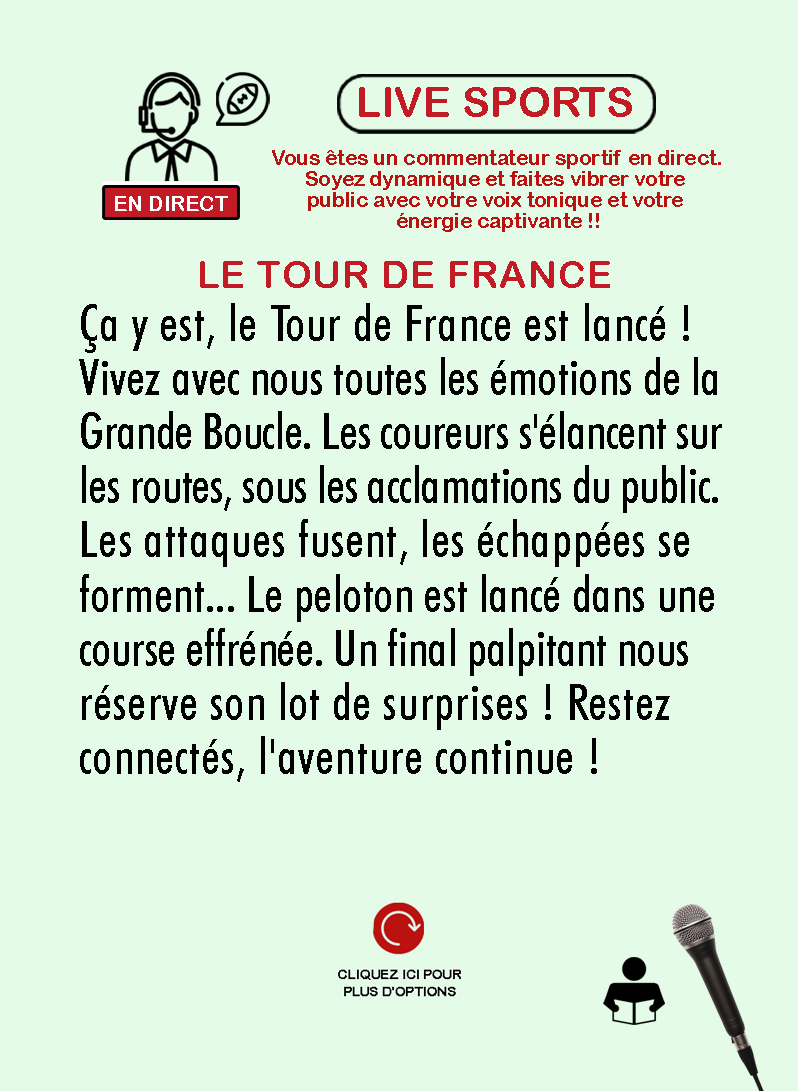 LIVE SPORTS
Vous êtes un commentateur sportif en direct.
Soyez dynamique et faites vibrer votre
public avec votre voix tonique et votre
énergie captivante !!
EN DIRECT
LE TOUR DE FRANCE
Ça y est, le Tour de France est lancé !
Vivez avec nous toutes les émotions de la
Grande Boucle. Les coureurs s'élancent sur
les routes, sous les acclamations du public.
Les attaques fusent, les échappées se
forment... Le peloton est lancé dans une
course effrénée. Un final palpitant nous
réserve son lot de surprises ! Restez
connectés, l'aventure continue !
CLIQUEZ ICI POUR
PLUS D'OPTIONS